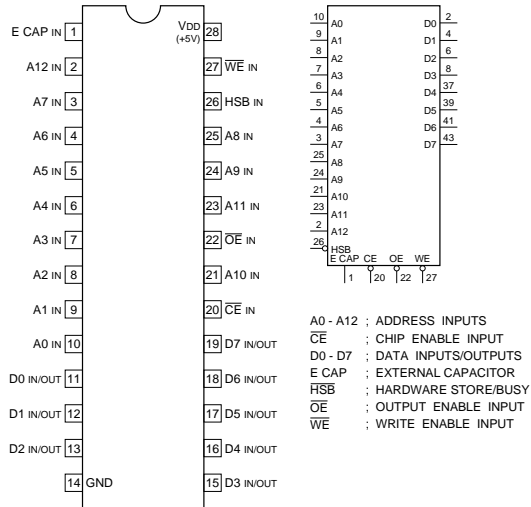 E CAP IN 1
VDD (+5V) 28
A12 IN 2
27 WE IN
A7 IN 3
26 HSB IN
A6 IN 4
25 A8 IN
A5 IN 5
24 A9 IN
A4 IN 6
23 A11 IN
A3 IN 7
22 OE IN
A2 IN 8
21 A10 IN
A1 IN 9
20 CE IN
A0 IN 10
19 D7 IN/OUT
D0 IN/OUT 11
18 D6 IN/OUT
D1 IN/OUT 12
17 D5 IN/OUT
D2 IN/OUT 13
16 D4 IN/OUT
14 GND
15 D3 IN/OUT
10 A0 D0 2
9 A1 D1 4
8 A2 D2 6
7 A3 D3 8
6 A4 D4 37
5 A5 D5 39
4 A6 D6 41
3 A7 D7 43
25 A8
24 A9
21 A10
23 A11
2 A12
26 HSB
E CAP CE OE WE
1 20 22 27
A0 - A12 ; ADDRESS INPUTS
CE ; CHIP ENABLE INPUT
D0 - D7 ; DATA INPUTS/OUTPUTS
E CAP ; EXTERNAL CAPACITOR
HSB ; HARDWARE STORE/BUSY
OE ; OUTPUT ENABLE INPUT
WE ; WRITE ENABLE INPUT